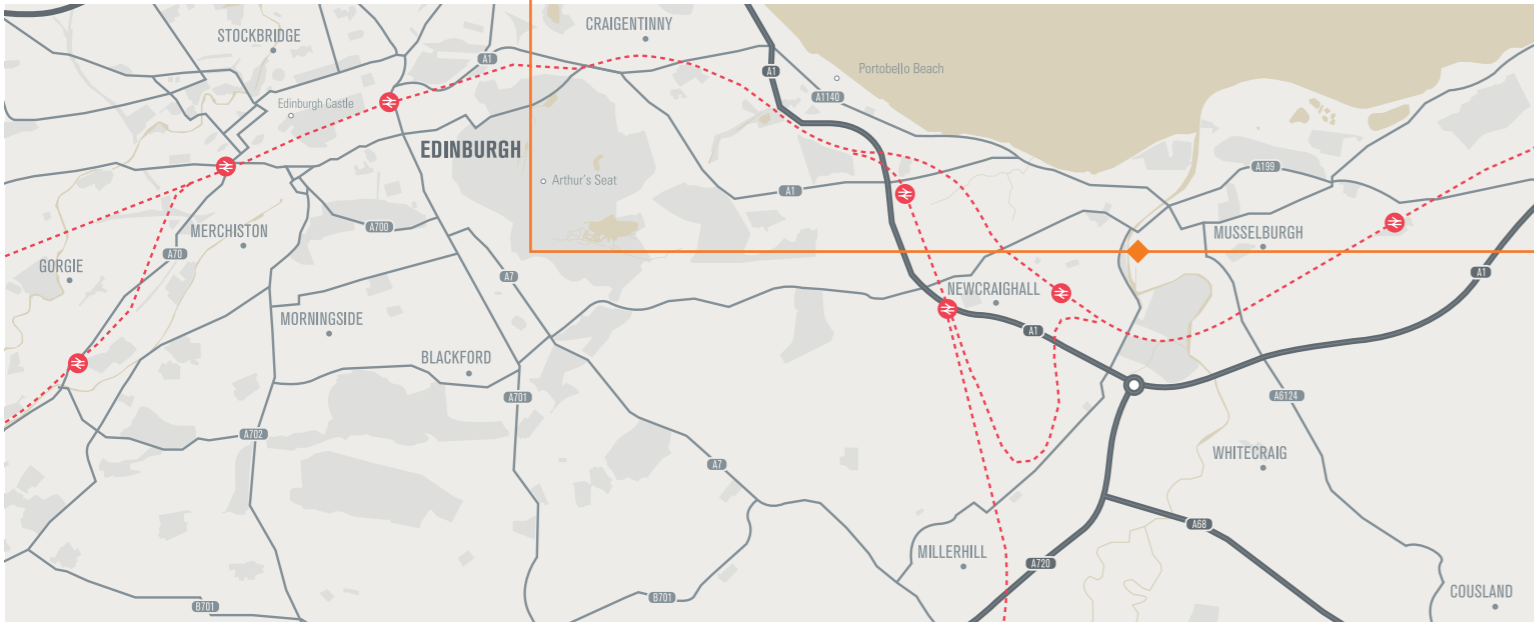 CRAIGENTINNY
STOCKBRIDGE
A1
Portobello Beach
A1
A1140
Edinburgh Castle
EDINBURGH
A199
Arthur's Seat
A1
A700
MERCHISTON
MUSSELBURGH
A70
GORGIE
A7
A1
NEWCRAIGHALL
MORNINGSIDE
A1
BLACKFORD
A701
A6124
A702
WHITECRAIG
A7
A68
MILLERHILL
A720
COUSLAND
B701
B701